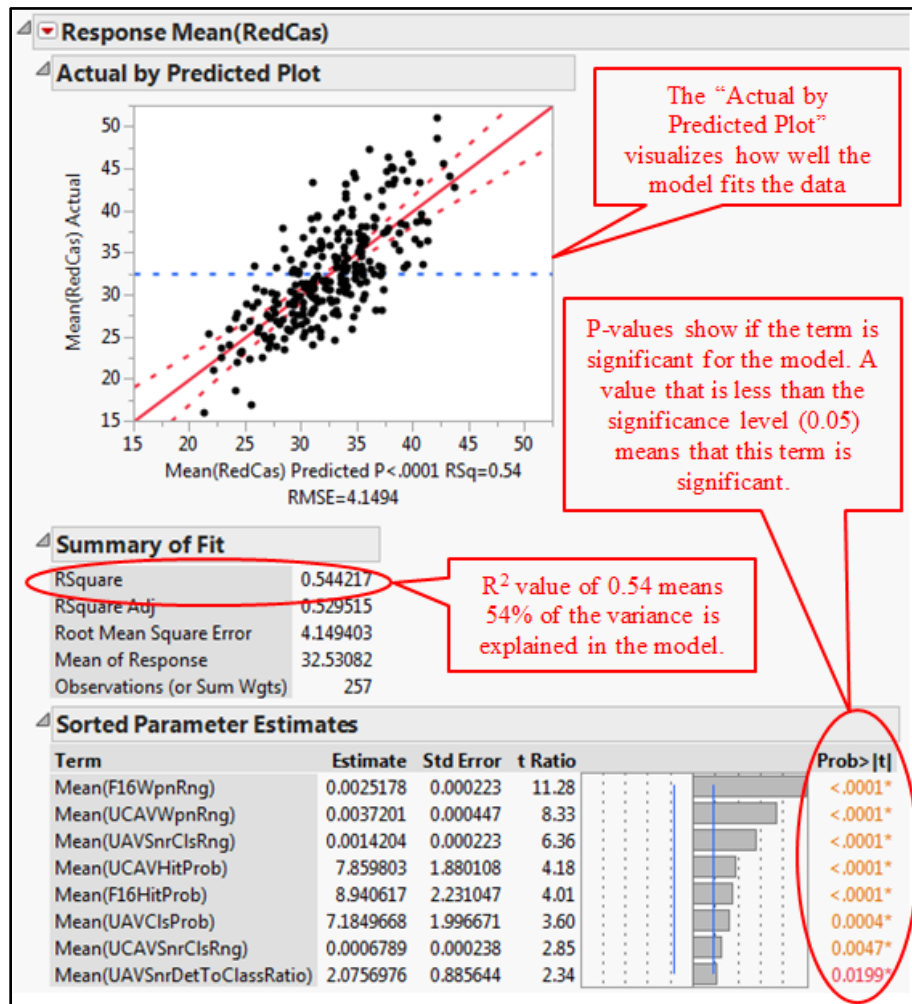 Response Mean(RedCas)
Actual by Predicted Plot
The “Actual by
Predicted Plot”
visualizes how well the
model fits the data
50
45
40
35
30
25
20
15
Mean(RedCas) Actual
15 20 25 30 35 40 45 50
Mean(RedCas) Predicted P<.0001 RSq=0.54
RMSE=4.1494
P-values show if the term is
significant for the model. A
value that is less than the
significance level (0.05)
means that this term is
significant.
Summary of Fit
RSquare 0.544217
RSquare Adj 0.529515
Root Mean Square Error 4.149403
Mean of Response 32.53082
Observations (or Sum Wgts) 257
R² value of 0.54 means
54% of the variance is
explained in the model.
Sorted Parameter Estimates
Term Estimate Std Error t Ratio Prob>|t|
Mean(F16WpnRng) 0.0025178 0.000223 11.28 <.0001*
Mean(UCAVWpnRng) 0.0037201 0.000447 8.33 <.0001*
Mean(UAVSnrClsRng) 0.0014204 0.000223 6.36 <.0001*
Mean(UCAVHitProb) 7.859803 1.880108 4.18 <.0001*
Mean(F16HitProb) 8.940617 2.231047 4.01 <.0001*
Mean(UAVClsProb) 7.1849668 1.996671 3.60 0.0004*
Mean(UCAVSnrClsRng) 0.0006789 0.000238 2.85 0.0047*
Mean(UAVSnrDetToClassRatio) 2.0756976 0.885644 2.34 0.0199*